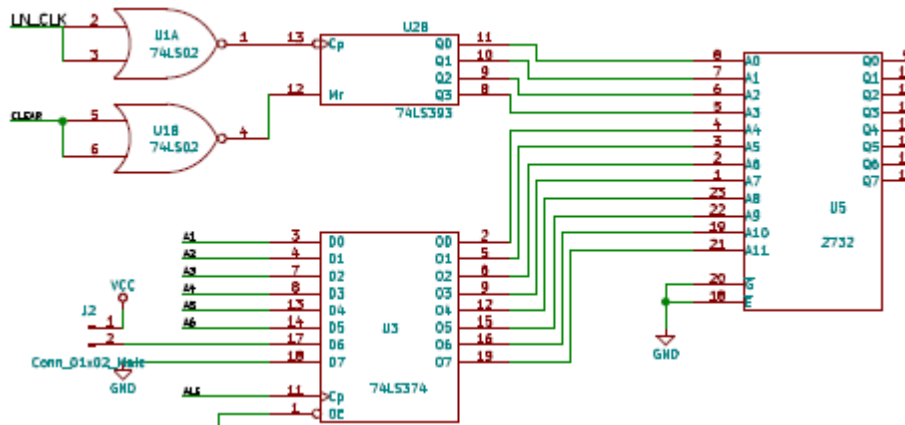 LN_CLK 2 3 U1A 74LS02 1
13 Cp 12 Mr U2B 74LS393 Q0 11 Q1 10 Q2 9 Q3 8
CLEAR 5 6 U1B 74LS02 4
A1 3 D0 O0 2
A2 4 D1 O1 5
A3 7 D2 O2 6
A4 8 D3 O3 9
A5 13 D4 O4 12
A6 14 D5 O5 15
17 D6 O6 16
18 D7 O7 19
ALE 11 Cp
1 OE
U3
74LS374
VCC
J2
1
2
GND
8 A0 Q0
7 A1 Q1
6 A2 Q2
5 A3 Q3
4 A4 Q4
3 A5 Q5
2 A6 Q6
1 A7 Q7
23 A8
22 A9
19 A10
21 A11
20 G
18 E
U5
2732
GND